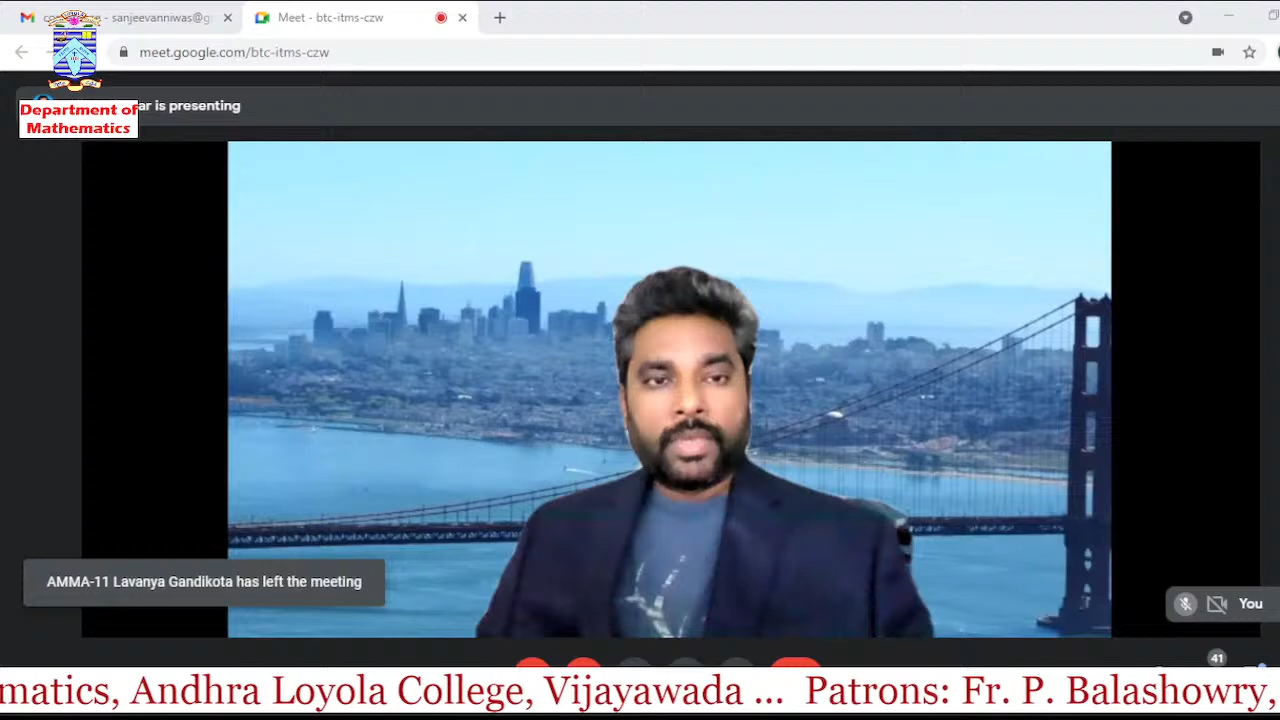 sanjeevanniwas@g
Meet - btc-itms-czw
meet.google.com/btc-itms-czw
ar is presenting
Department of
Mathematics
AMMA-11 Lavanya Gandikota has left the meeting
You
41
matics, Andhra Loyola College, Vijayawada ... Patrons: Fr. P. Balashowry,